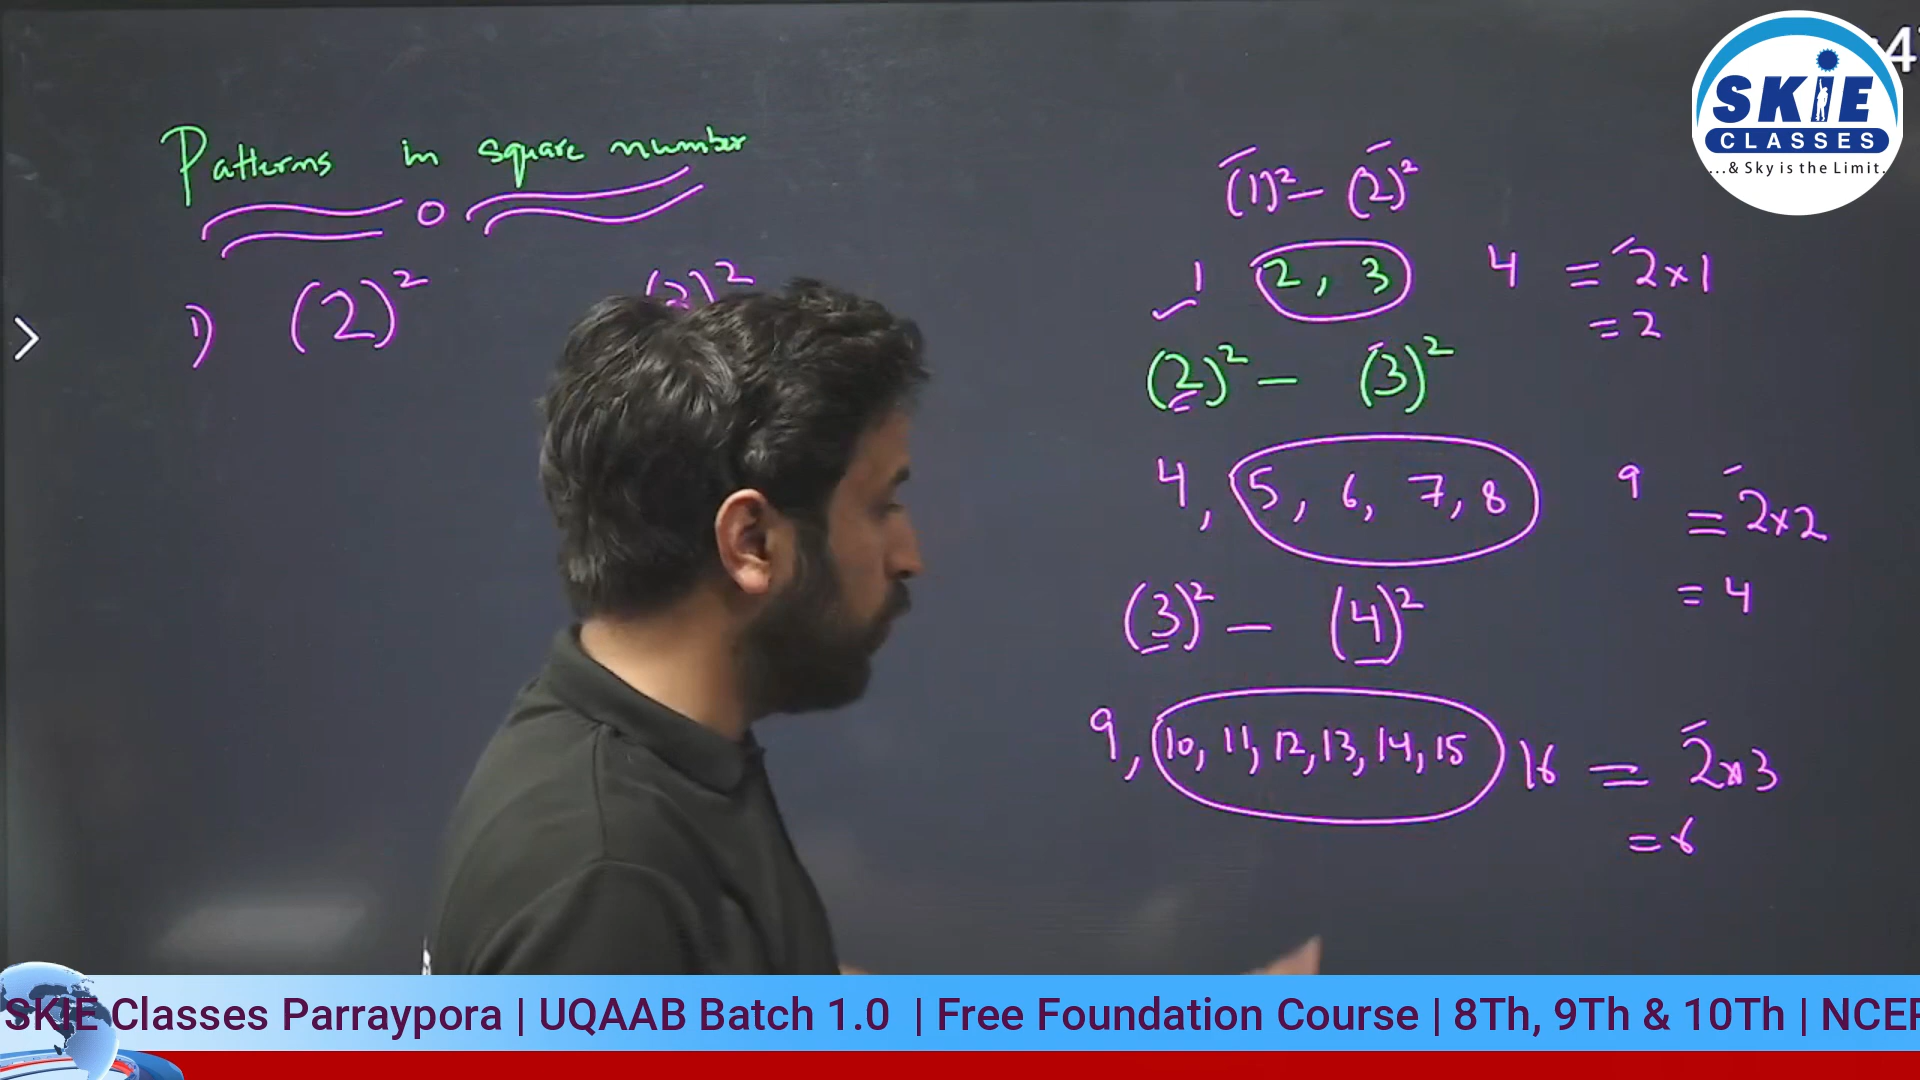 Patterns in square number
1) (2)² (3)²
(1)² – (2)²
1 2, 3 4 = 2×1
= 2
(2)² – (3)²
4, 5, 6, 7, 8 9 = 2×2
= 4
(3)² – (4)²
9, 10, 11, 12, 13, 14, 15 16 = 2×3
= 6
SKIE
CLASSES
...& Sky is the Limit.
SKIE Classes Parraypora | UQAAB Batch 1.0 | Free Foundation Course | 8Th, 9Th & 10Th |